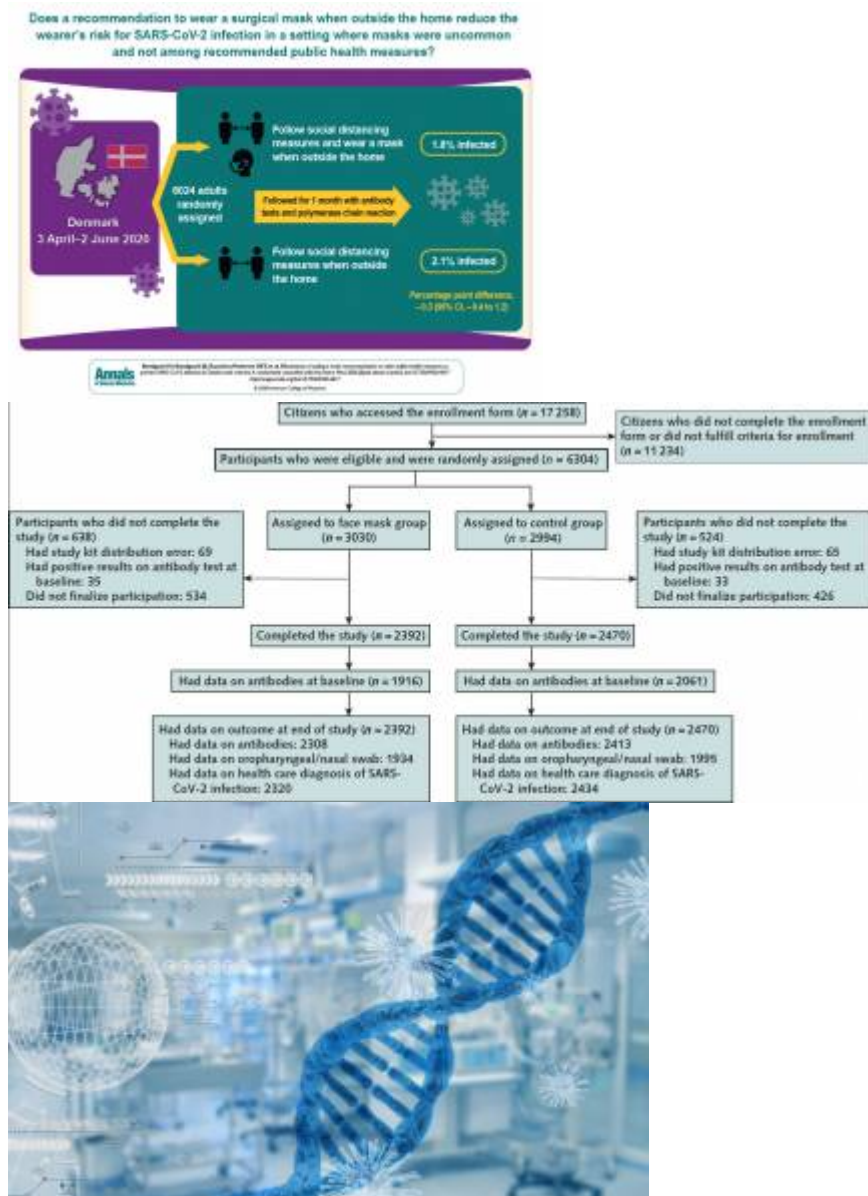 Does a recommendation to wear a surgical mask when outside the home reduce the
wearer's risk for SARS-CoV-2 infection in a setting where masks were uncommon
and not among recommended public health measures?
Denmark
3 April–2 June 2020
6024 adults
randomly
assigned
Follow social distancing
measures and wear a mask
when outside the home
1.8% infected
Followed for 1 month with antibody
tests and polymerase chain reaction
Follow social distancing
measures when outside
the home
2.1% infected
Percentage point difference,
Annals
Citizens who accessed the enrollment form (n = 17 258)
Citizens who did not complete the enrollment
form or did not fulfill criteria for enrollment
(n = 11 234)
Participants who were eligible and were randomly assigned (n = 6304)
Participants who did not complete the
study (n = 638)
Had study kit distribution error: 69
Had positive results on antibody test at
baseline: 35
Did not finalize participation: 534
Assigned to face mask group
(n = 3030)
Assigned to control group
(n = 2994)
Participants who did not complete the
study (n = 524)
Had study kit distribution error: 65
Had positive results on antibody test at
baseline: 33
Did not finalize participation: 426
Completed the study (n = 2392)
Completed the study (n = 2470)
Had data on antibodies at baseline (n = 1916)
Had data on antibodies at baseline (n = 2061)
Had data on outcome at end of study (n = 2392)
Had data on antibodies: 2308
Had data on oropharyngeal/nasal swab: 1934
Had data on health care diagnosis of SARS-
CoV-2 infection: 2320
Had data on outcome at end of study (n = 2470)
Had data on antibodies: 2413
Had data on oropharyngeal/nasal swab: 1995
Had data on health care diagnosis of SARS-
CoV-2 infection: 2434